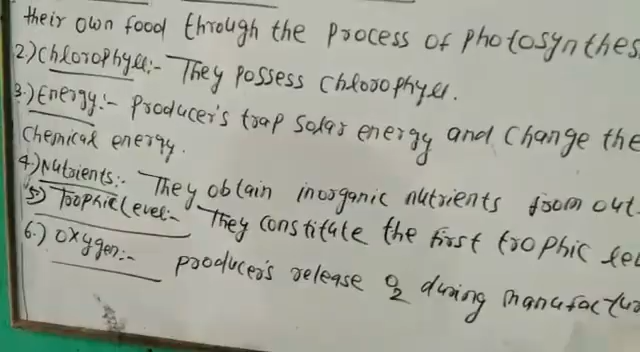 their own food through the process of photosynthes
2.) Chlorophyll:- They possess chlorophyll.
3.) Energy:- producer's trap solar energy and change the
chemical energy.
4.) Nutrients:- They obtain inorganic nutrients from out
5) Trophic level:- They constitute the first trophic le
6.) oxygen:- producer's release O2 during manufactu